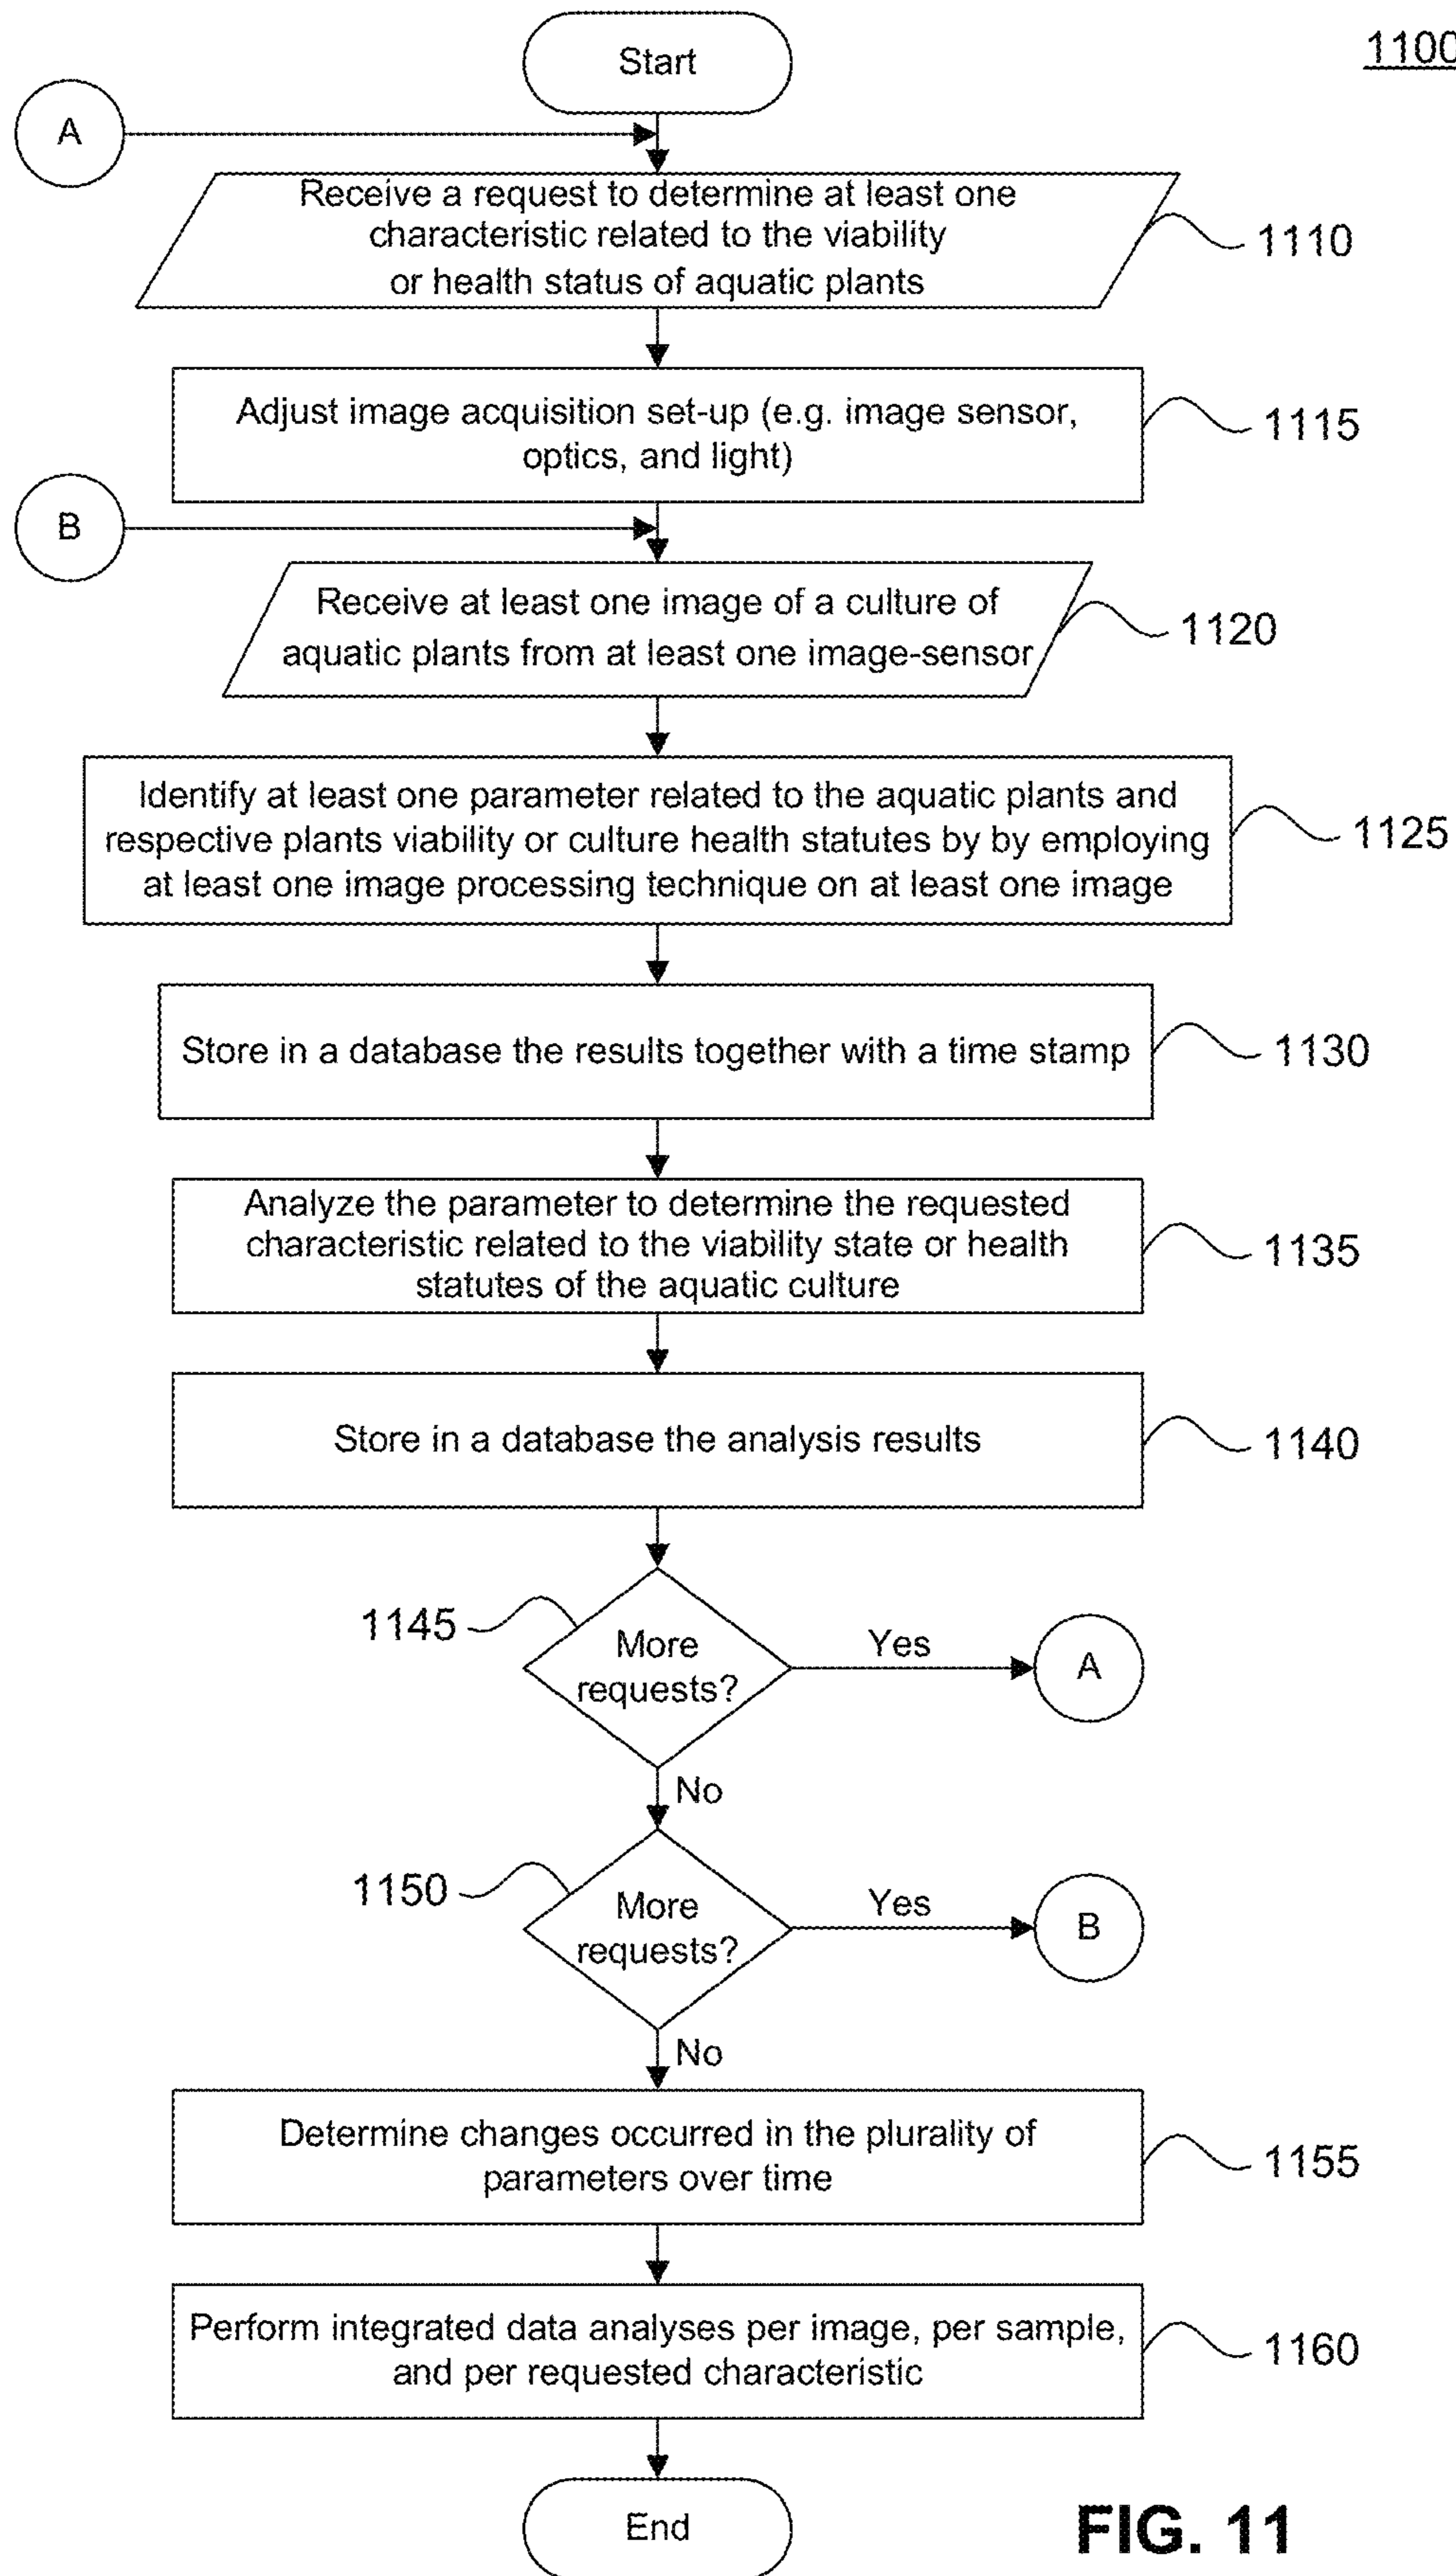 Start
1100
A
Receive a request to determine at least one
characteristic related to the viability
or health status of aquatic plants
1110
Adjust image acquisition set-up (e.g. image sensor,
optics, and light)
1115
B
Receive at least one image of a culture of
aquatic plants from at least one image-sensor
1120
Identify at least one parameter related to the aquatic plants and
respective plants viability or culture health statutes by by employing
at least one image processing technique on at least one image
1125
Store in a database the results together with a time stamp
1130
Analyze the parameter to determine the requested
characteristic related to the viability state or health
statutes of the aquatic culture
1135
Store in a database the analysis results
1140
1145
More
requests?
Yes
A
No
1150
More
requests?
Yes
B
No
Determine changes occurred in the plurality of
parameters over time
1155
Perform integrated data analyses per image, per sample,
and per requested characteristic
1160
End
FIG. 11